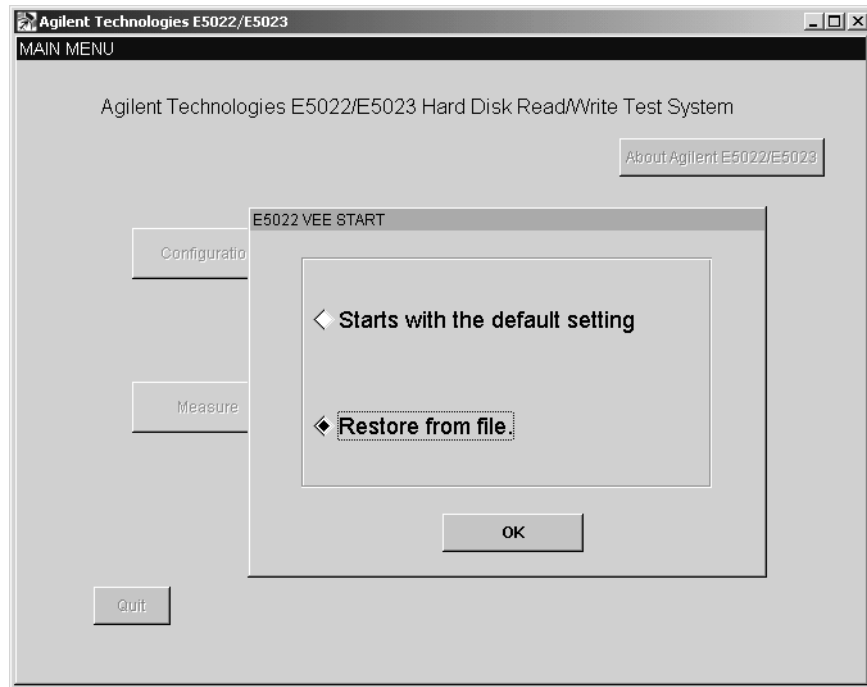 Agilent Technologies E5022/E5023
MAIN MENU
Agilent Technologies E5022/E5023 Hard Disk Read/Write Test System
About Agilent E5022/E5023
E5022 VEE START
Configuratio
Starts with the default setting
Measure
Restore from file.
OK
Quit